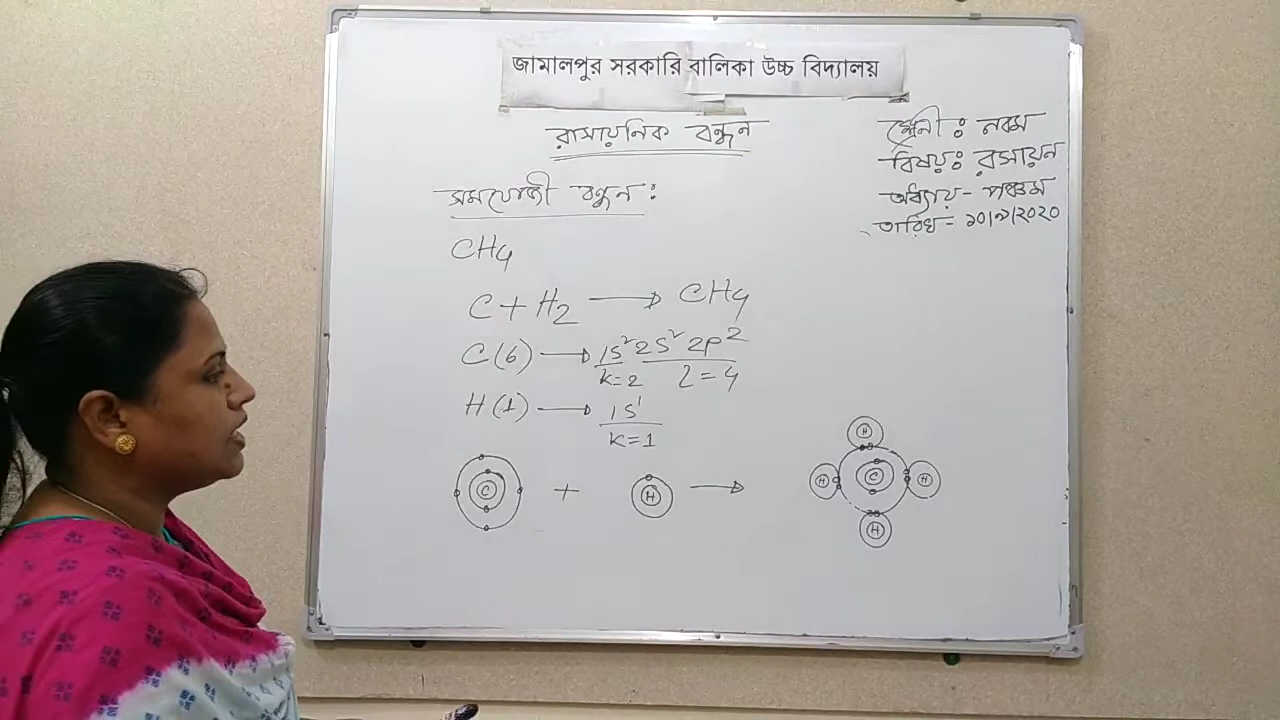 জামালপুর সরকারি বালিকা উচ্চ বিদ্যালয়
রাসায়নিক বন্ধন
শ্রেনী : নবম
বিষয়ঃ রসায়ন
অধ্যায় - পঞ্চম
তারিখ - ১০/৯/২০২০
সমযোজী বন্ধন :
CH4
C + H2 → CH4
C (6) → 1s² 2s² 2p²
K=2 L=4
H (1) → 1s¹
K=1
C + H → H H C H H